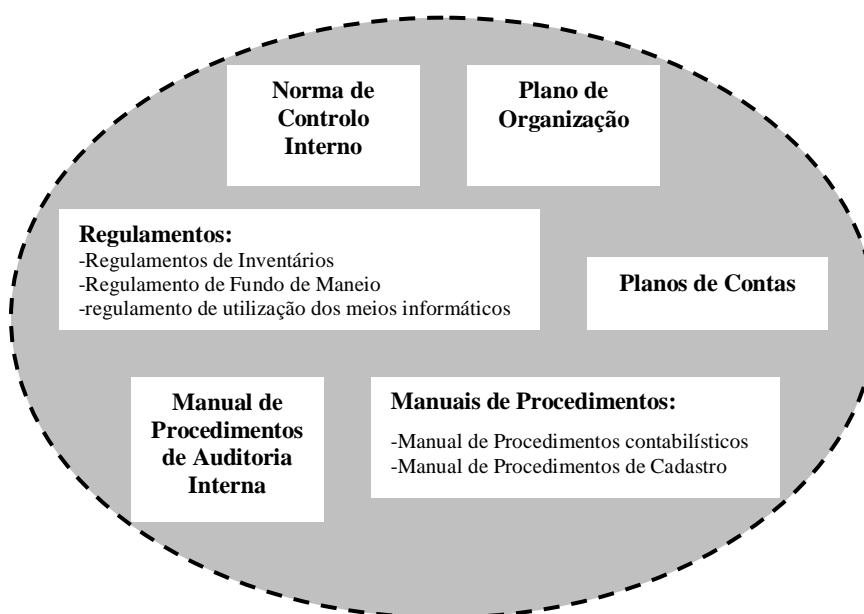 Norma de
Controlo
Interno
Plano de
Organização
Regulamentos:
-Regulamentos de Inventários
-Regulamento de Fundo de Maneio
-regulamento de utilização dos meios informáticos
Planos de Contas
Manual de
Procedimentos
de Auditoria
Interna
Manuais de Procedimentos:
-Manual de Procedimentos contabilísticos
-Manual de Procedimentos de Cadastro